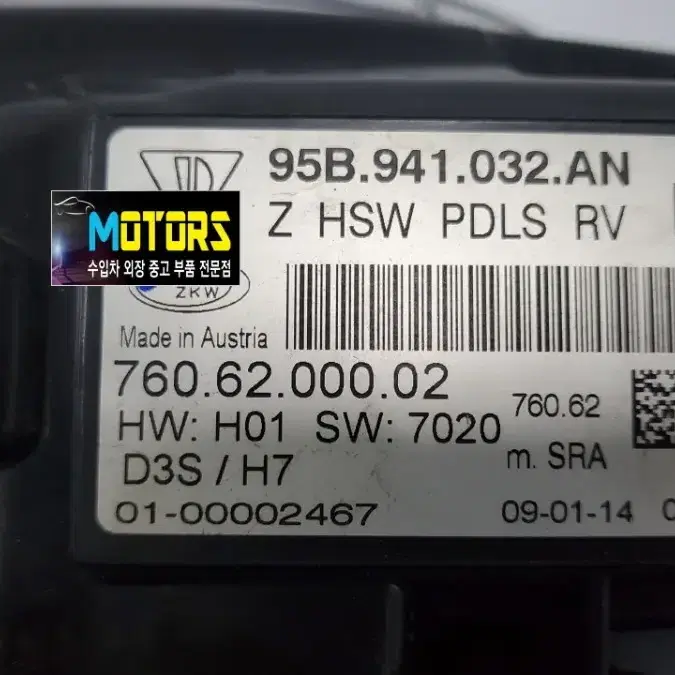 95B.941.032.AN
Z HSW PDLS RV
MOTORS
수입차 외장 중고 부품 전문점
ZKW
Made in Austria
760.62.000.02
760.62
HW: H01 SW: 7020
m. SRA
D3S / H7
01-00002467
09-01-14